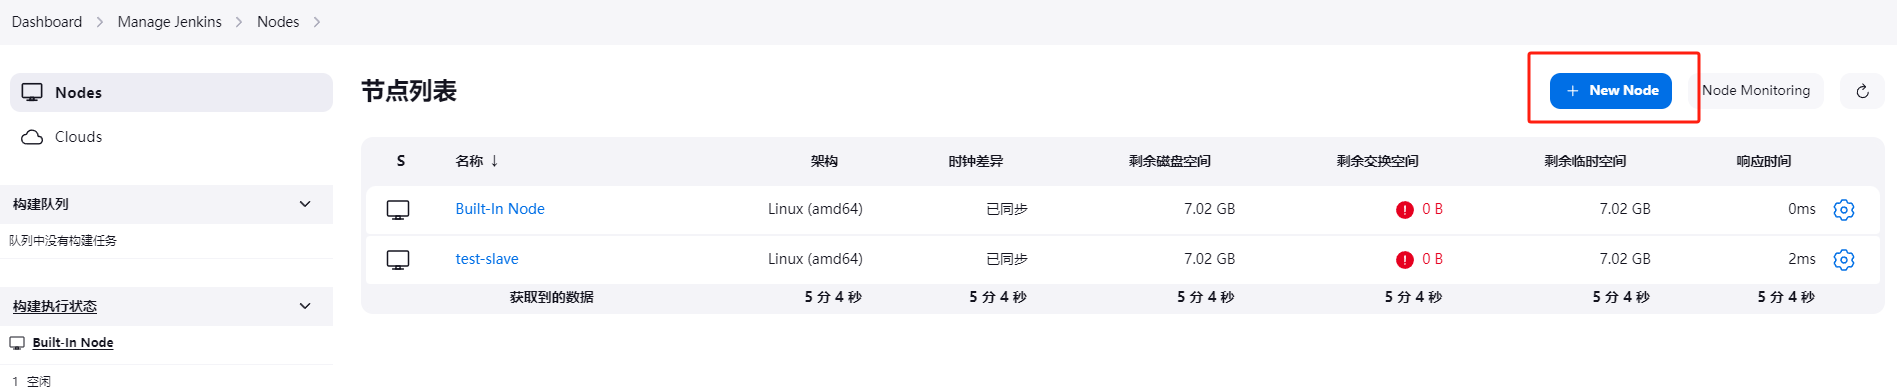 Dashboard > Manage Jenkins > Nodes >
Nodes
Clouds
构建队列
队列中没有构建任务
构建执行状态
Built-In Node
1 空闲
节点列表
+ New Node
Node Monitoring
S 名称 ↓ 架构 时钟差异 剩余磁盘空间 剩余交换空间 剩余临时空间 响应时间
Built-In Node Linux (amd64) 已同步 7.02 GB 0 B 7.02 GB 0ms
test-slave Linux (amd64) 已同步 7.02 GB 0 B 7.02 GB 2ms
获取到的数据 5 分 4 秒 5 分 4 秒 5 分 4 秒 5 分 4 秒 5 分 4 秒 5 分 4 秒